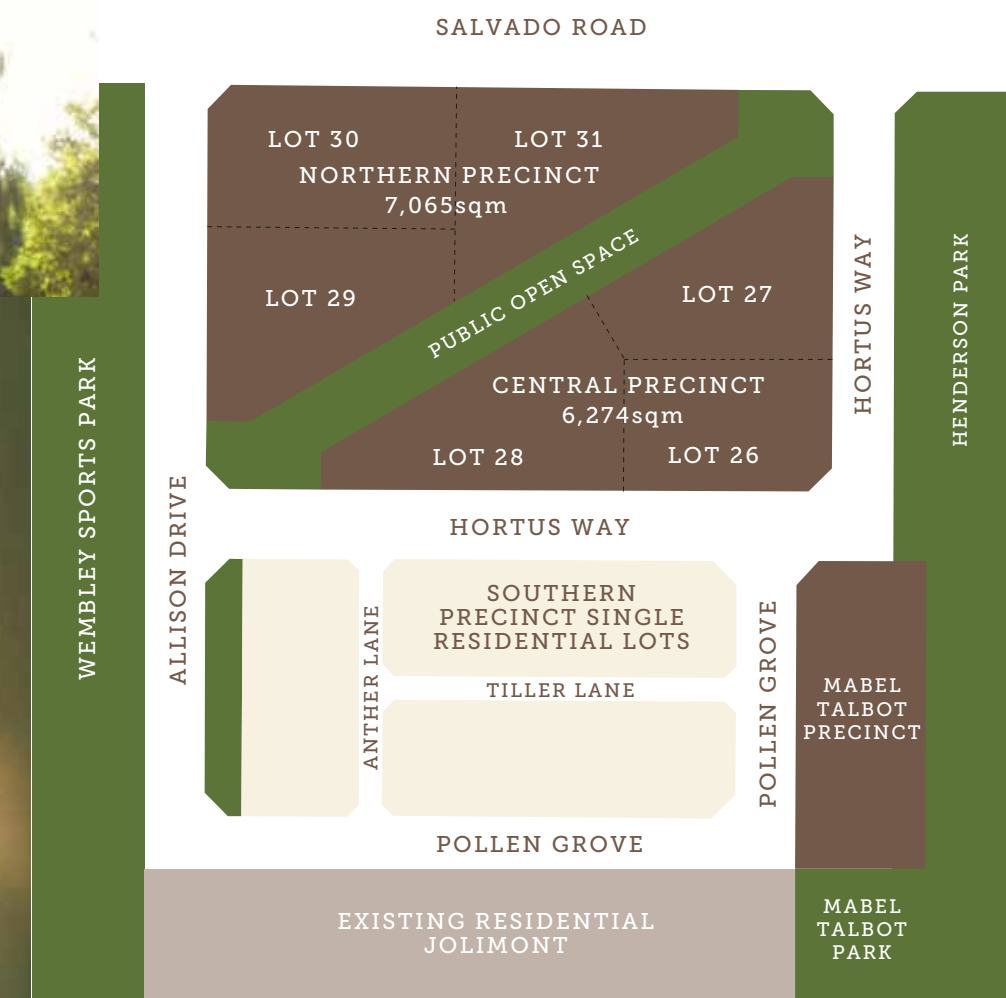 SALVADO ROAD
LOT 30
LOT 31
NORTHERN PRECINCT
7,065sqm
LOT 29
PUBLIC OPEN SPACE
LOT 27
CENTRAL PRECINCT
6,274sqm
LOT 28
LOT 26
HORTUS WAY
HENDERSON PARK
WEMBLEY SPORTS PARK
ALLISON DRIVE
HORTUS WAY
SOUTHERN
PRECINCT SINGLE
RESIDENTIAL LOTS
ANTHER LANE
TILLER LANE
POLLEN GROVE
MABEL
TALBOT
PRECINCT
POLLEN GROVE
EXISTING RESIDENTIAL
JOLIMONT
MABEL
TALBOT
PARK